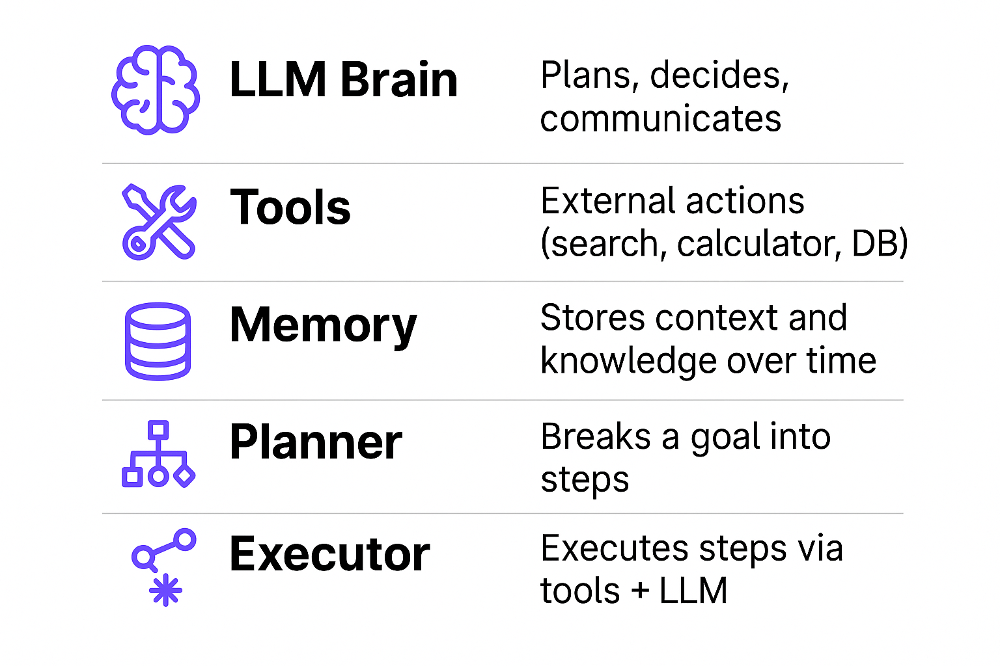 LLM Brain
Plans, decides,
communicates
Tools
External actions
(search, calculator, DB)
Memory
Stores context and
knowledge over time
Planner
Breaks a goal into
steps
Executor
Executes steps via
tools + LLM